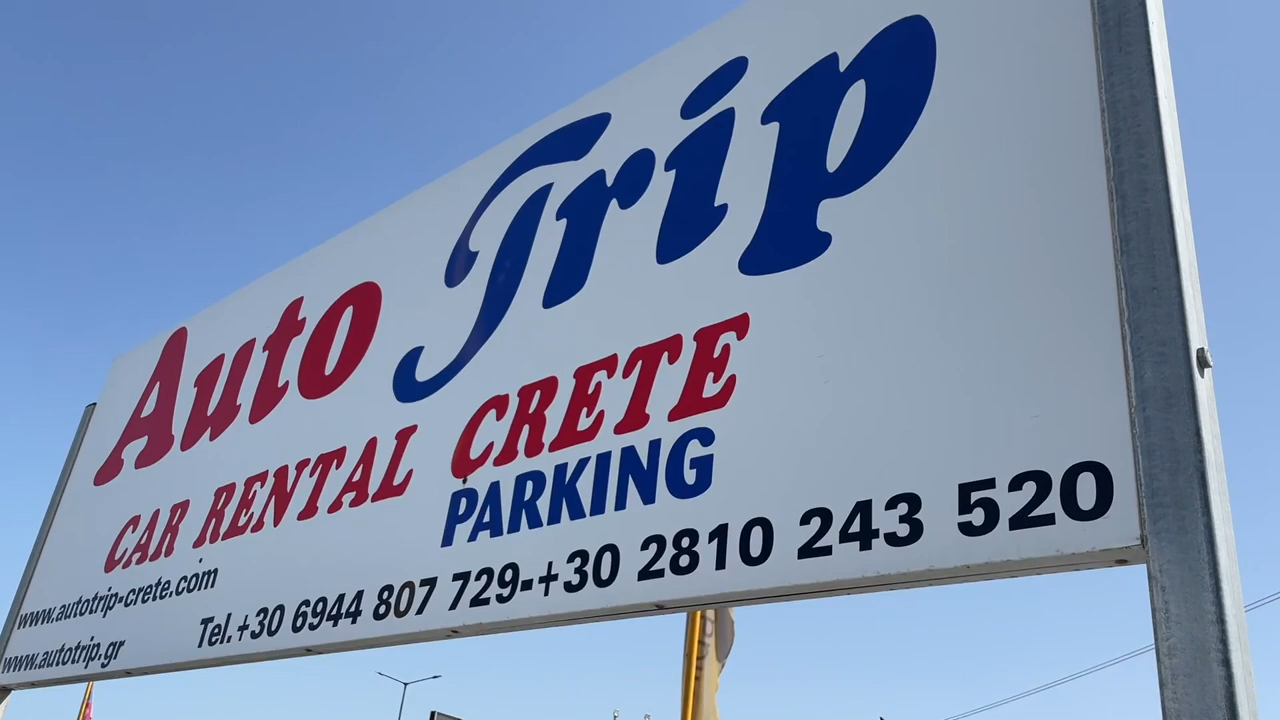 Auto Trip
CAR RENTAL CRETE
PARKING
www.autotrip-crete.com
Tel.+30 6944 807 729-+30 2810 243 520
www.autotrip.gr